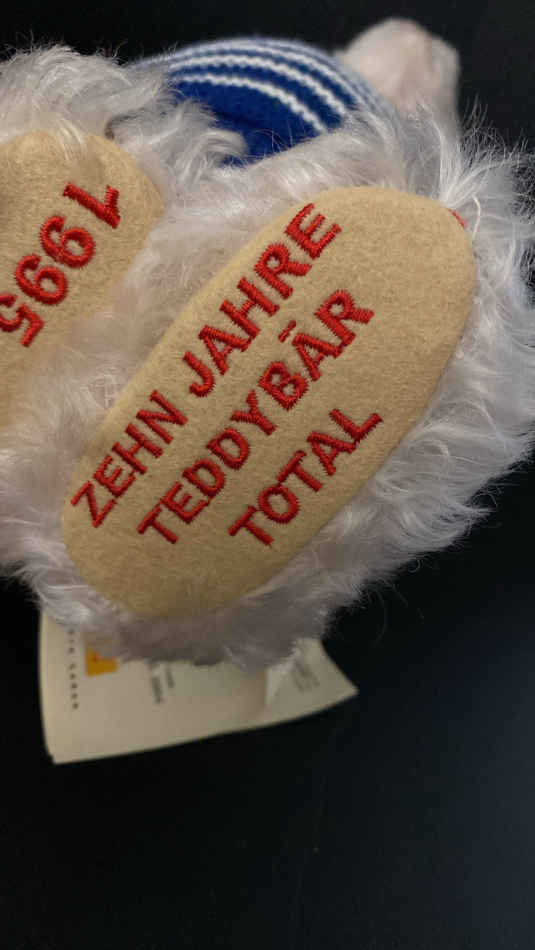 1995
ZEHN JAHRE
TEDDYBÄR
TOTAL